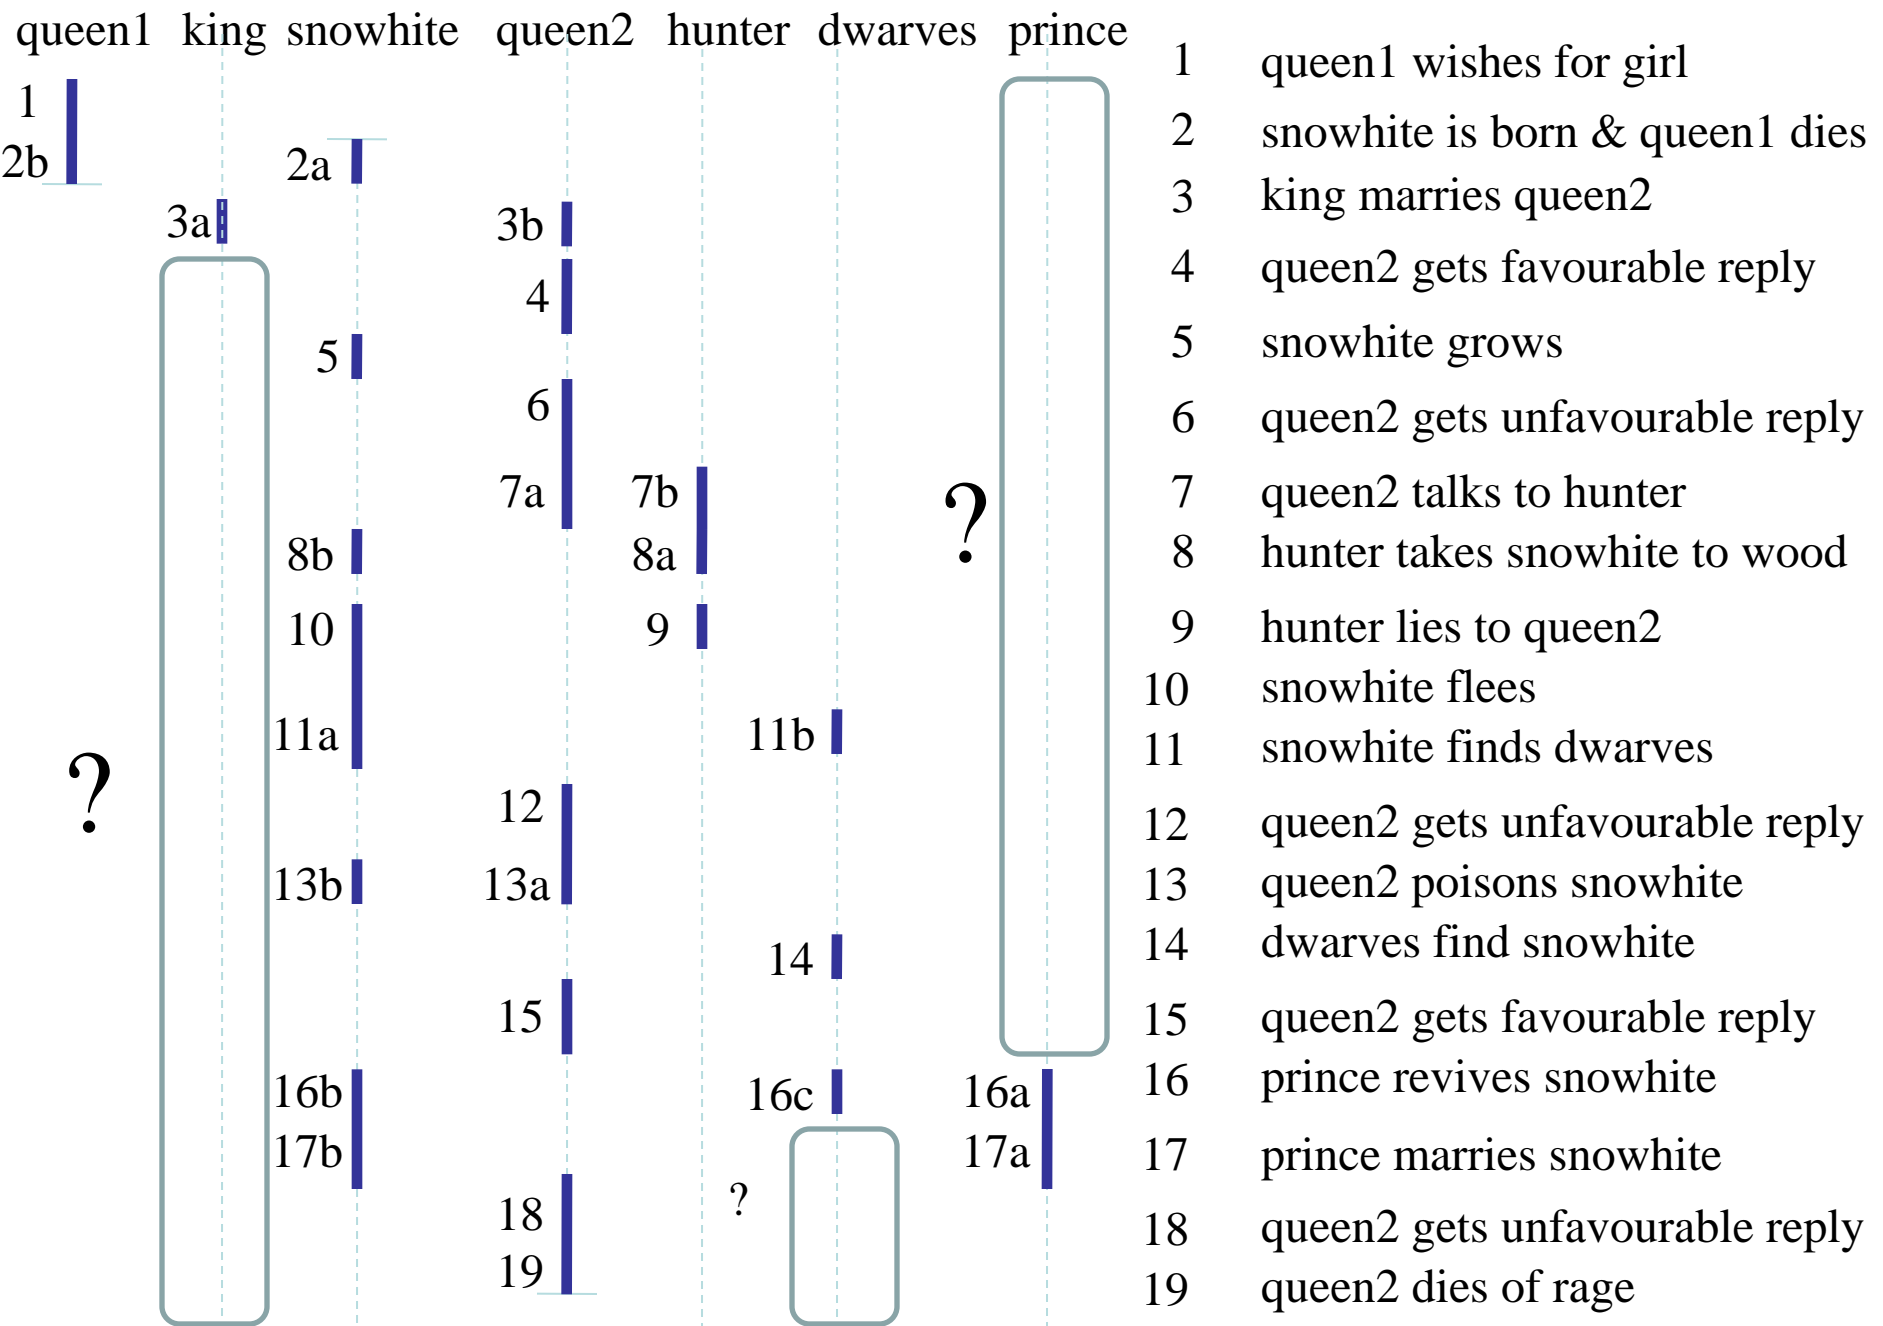 queen1 king snowhite queen2 hunter dwarves prince
1
2b
2a
3a
3b
4
5
6
7a
7b
8b
8a
10
9
?
11a
11b
?
12
13b
13a
14
15
16b
16c
16a
17b
17a
?
18
19
1 queen1 wishes for girl
2 snowhite is born & queen1 dies
3 king marries queen2
4 queen2 gets favourable reply
5 snowhite grows
6 queen2 gets unfavourable reply
7 queen2 talks to hunter
8 hunter takes snowhite to wood
9 hunter lies to queen2
10 snowhite flees
11 snowhite finds dwarves
12 queen2 gets unfavourable reply
13 queen2 poisons snowhite
14 dwarves find snowhite
15 queen2 gets favourable reply
16 prince revives snowhite
17 prince marries snowhite
18 queen2 gets unfavourable reply
19 queen2 dies of rage